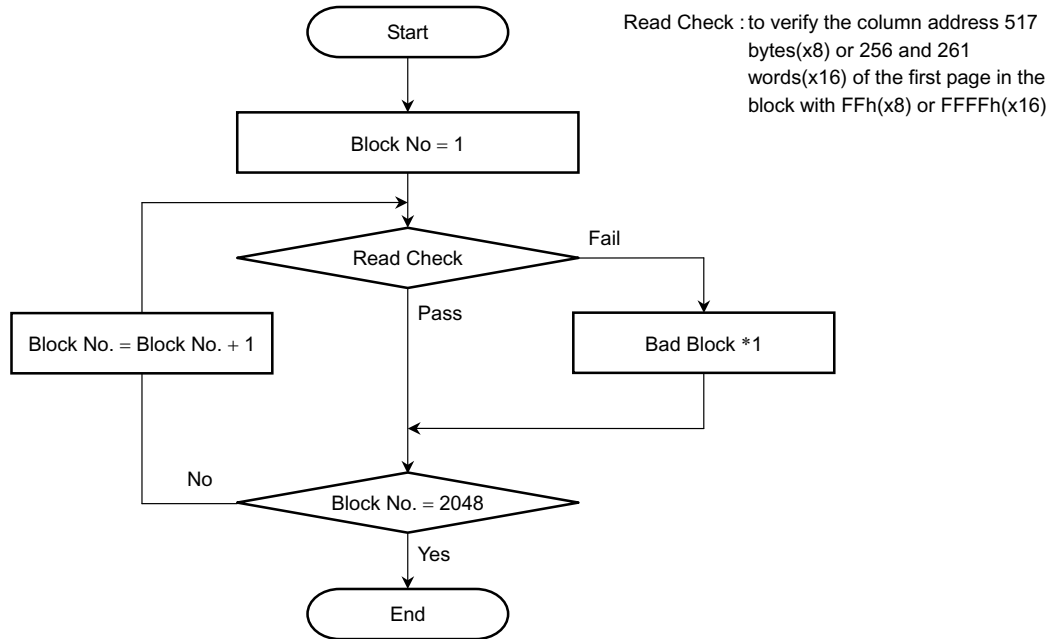 Start
Read Check : to verify the column address 517
bytes(x8) or 256 and 261
words(x16) of the first page in the
block with FFh(x8) or FFFFh(x16)
Block No = 1
Fail
Read Check
Pass
Block No. = Block No. + 1
Bad Block *1
No
Block No. = 2048
Yes
End